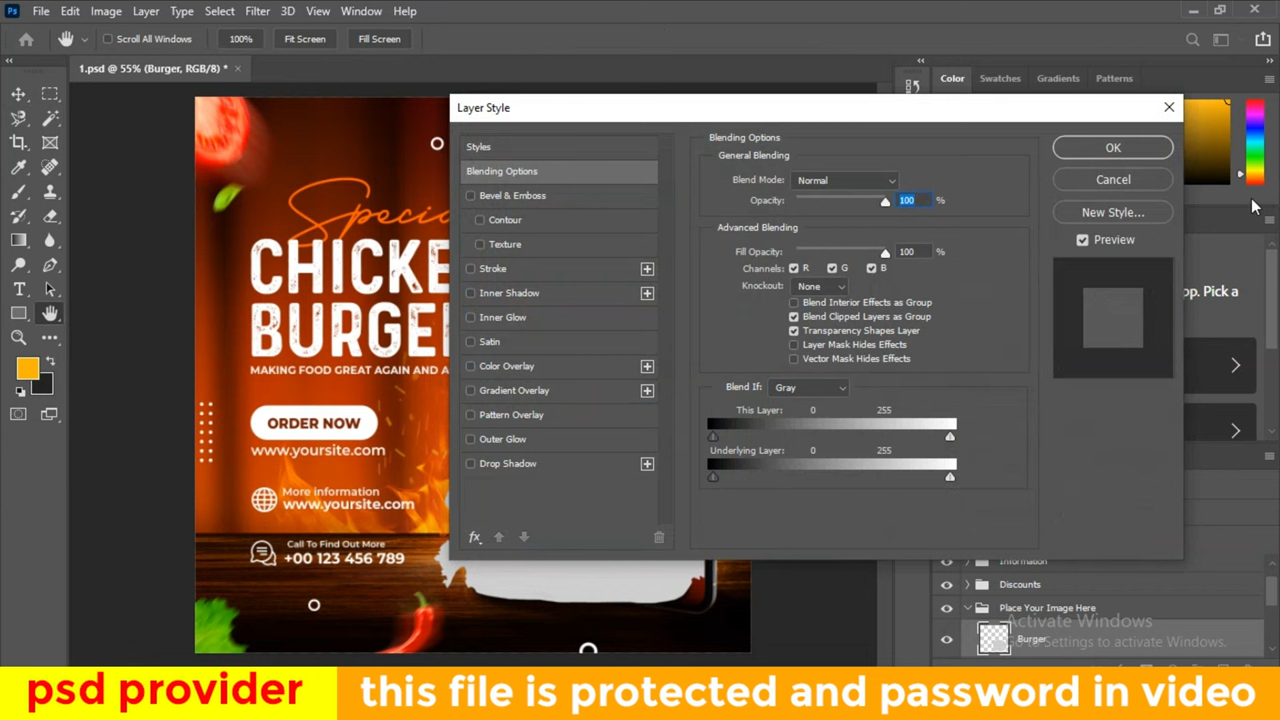 Ps File Edit Image Layer Type Select Filter 3D View Window Help
Scroll All Windows 100% Fit Screen Fill Screen
1.psd @ 55% (Burger, RGB/8) *
Color Swatches Gradients Patterns
Specia
CHICKE
BURGE
MAKING FOOD GREAT AGAIN AND A
ORDER NOW
www.yoursite.com
More information
www.yoursite.com
Call To Find Out More
+00 123 456 789
Layer Style
Styles
Blending Options
Bevel & Emboss
Contour
Texture
Stroke
Inner Shadow
Inner Glow
Satin
Color Overlay
Gradient Overlay
Pattern Overlay
Outer Glow
Drop Shadow
fx
Blending Options
General Blending
Blend Mode: Normal
Opacity: 100 %
Advanced Blending
Fill Opacity: 100 %
Channels: R G B
Knockout: None
Blend Interior Effects as Group
Blend Clipped Layers as Group
Transparency Shapes Layer
Layer Mask Hides Effects
Vector Mask Hides Effects
Blend If: Gray
This Layer: 0 255
Underlying Layer: 0 255
OK
Cancel
New Style...
Preview
op. Pick a
Information
Discounts
Place Your Image Here
Burger
Activate Windows
Go to Settings to activate Windows.
psd provider
this file is protected and password in video